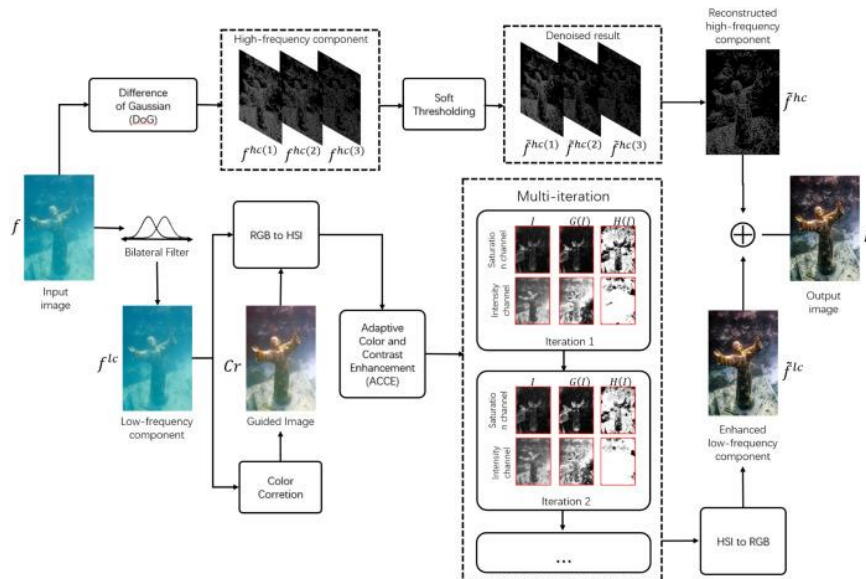 High-frequency component
Denoised result
Reconstructed
high-frequency
component
Difference
of Gaussian
(DoG)
Soft
Thresholding
f̃^{hc}
f^{hc(1)} f^{hc(2)} f^{hc(3)}
f̃^{hc(1)} f̃^{hc(2)} f̃^{hc(3)}
f
Input
image
Bilateral Filter
RGB to HSI
Multi-iteration
I G(I) H(I)
Saturatio
n channel
Intensity
channel
Iteration 1
Output
image
f^{lc}
Low-frequency
component
Cr
Guided Image
Adaptive
Color and
Contrast
Enhancement
(ACCE)
f̃^{lc}
Enhanced
low-frequency
component
I G(I) H(I)
Saturatio
n channel
Intensity
channel
Iteration 2
Color
Corretion
...
HSI to RGB